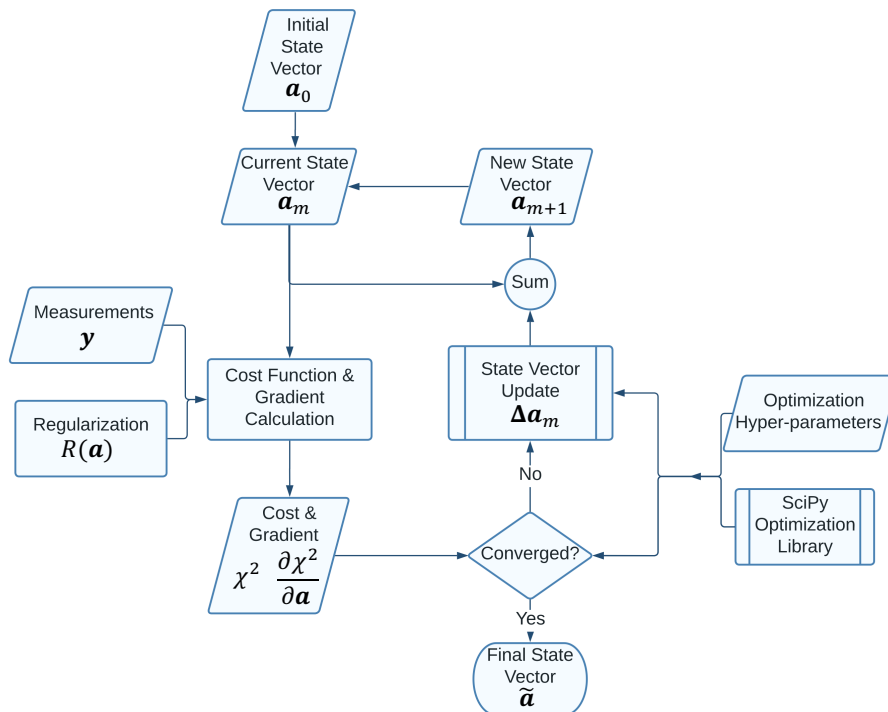 Initial
State
Vector
𝒂₀
Current State
Vector
𝒂ₘ
New State
Vector
𝒂ₘ₊₁
Sum
Measurements
𝒚
Regularization
R(𝒂)
Cost Function &
Gradient
Calculation
State Vector
Update
𝚫𝒂ₘ
Optimization
Hyper-parameters
SciPy
Optimization
Library
No
Cost &
Gradient
χ² ∂χ²/∂𝒂
Converged?
Yes
Final State
Vector
𝒂̃